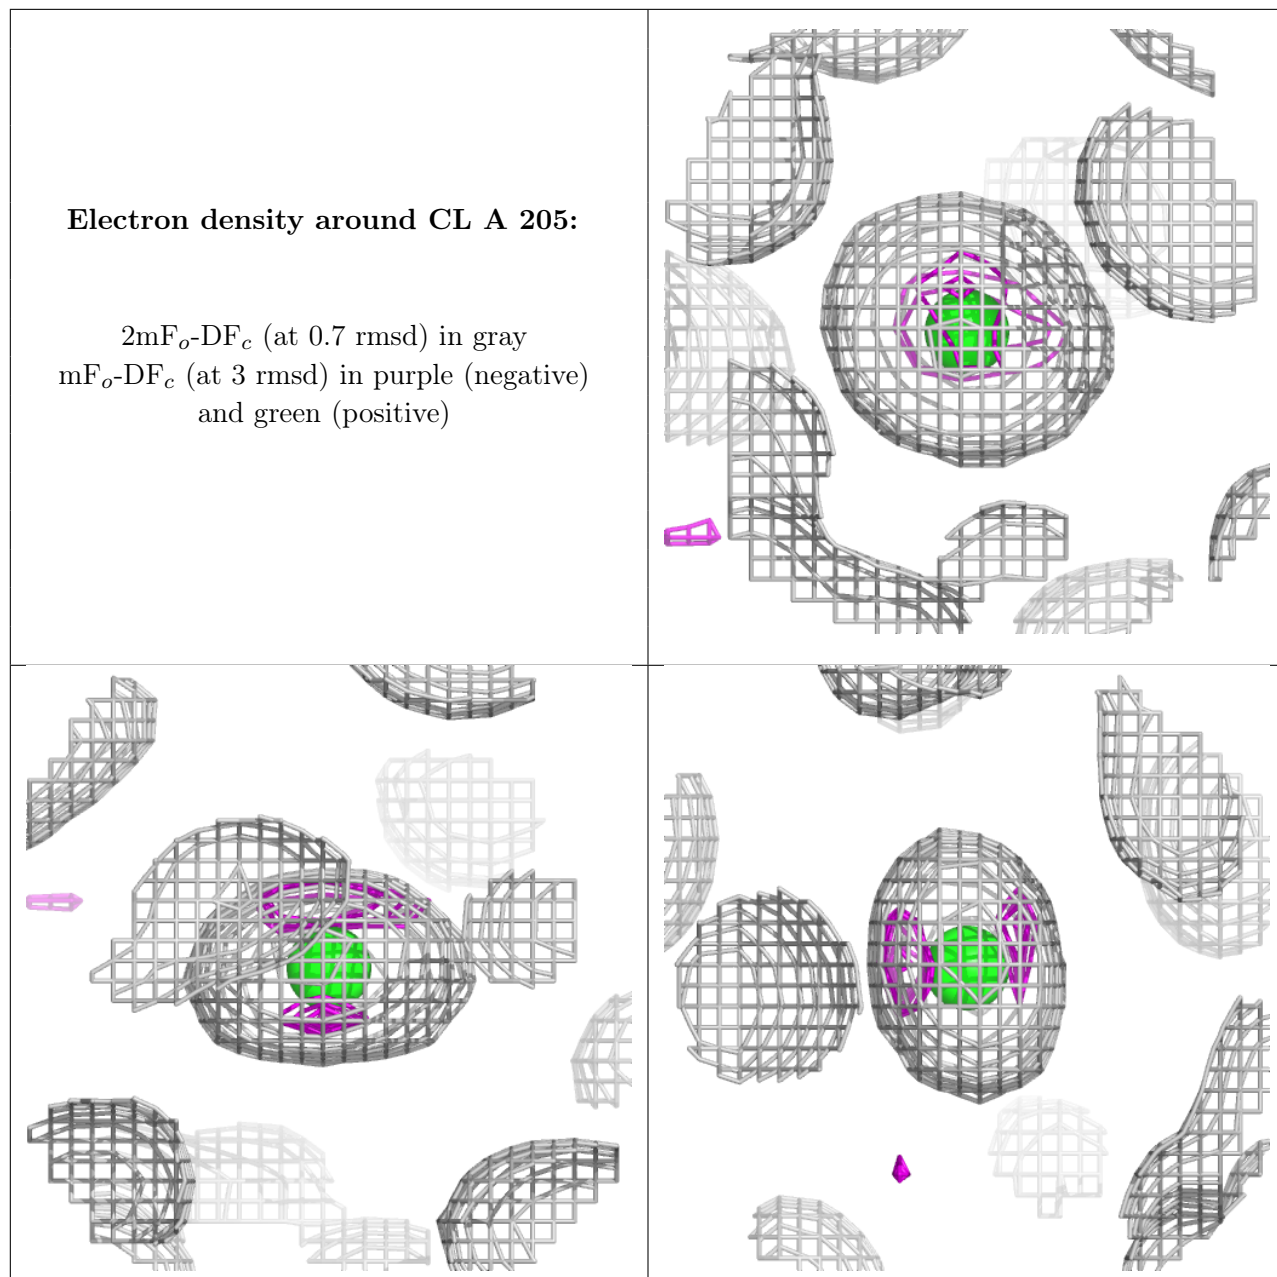 Electron density around CL A 205:
2mFₒ-DF𝒸 (at 0.7 rmsd) in gray
mFₒ-DF𝒸 (at 3 rmsd) in purple (negative)
and green (positive)